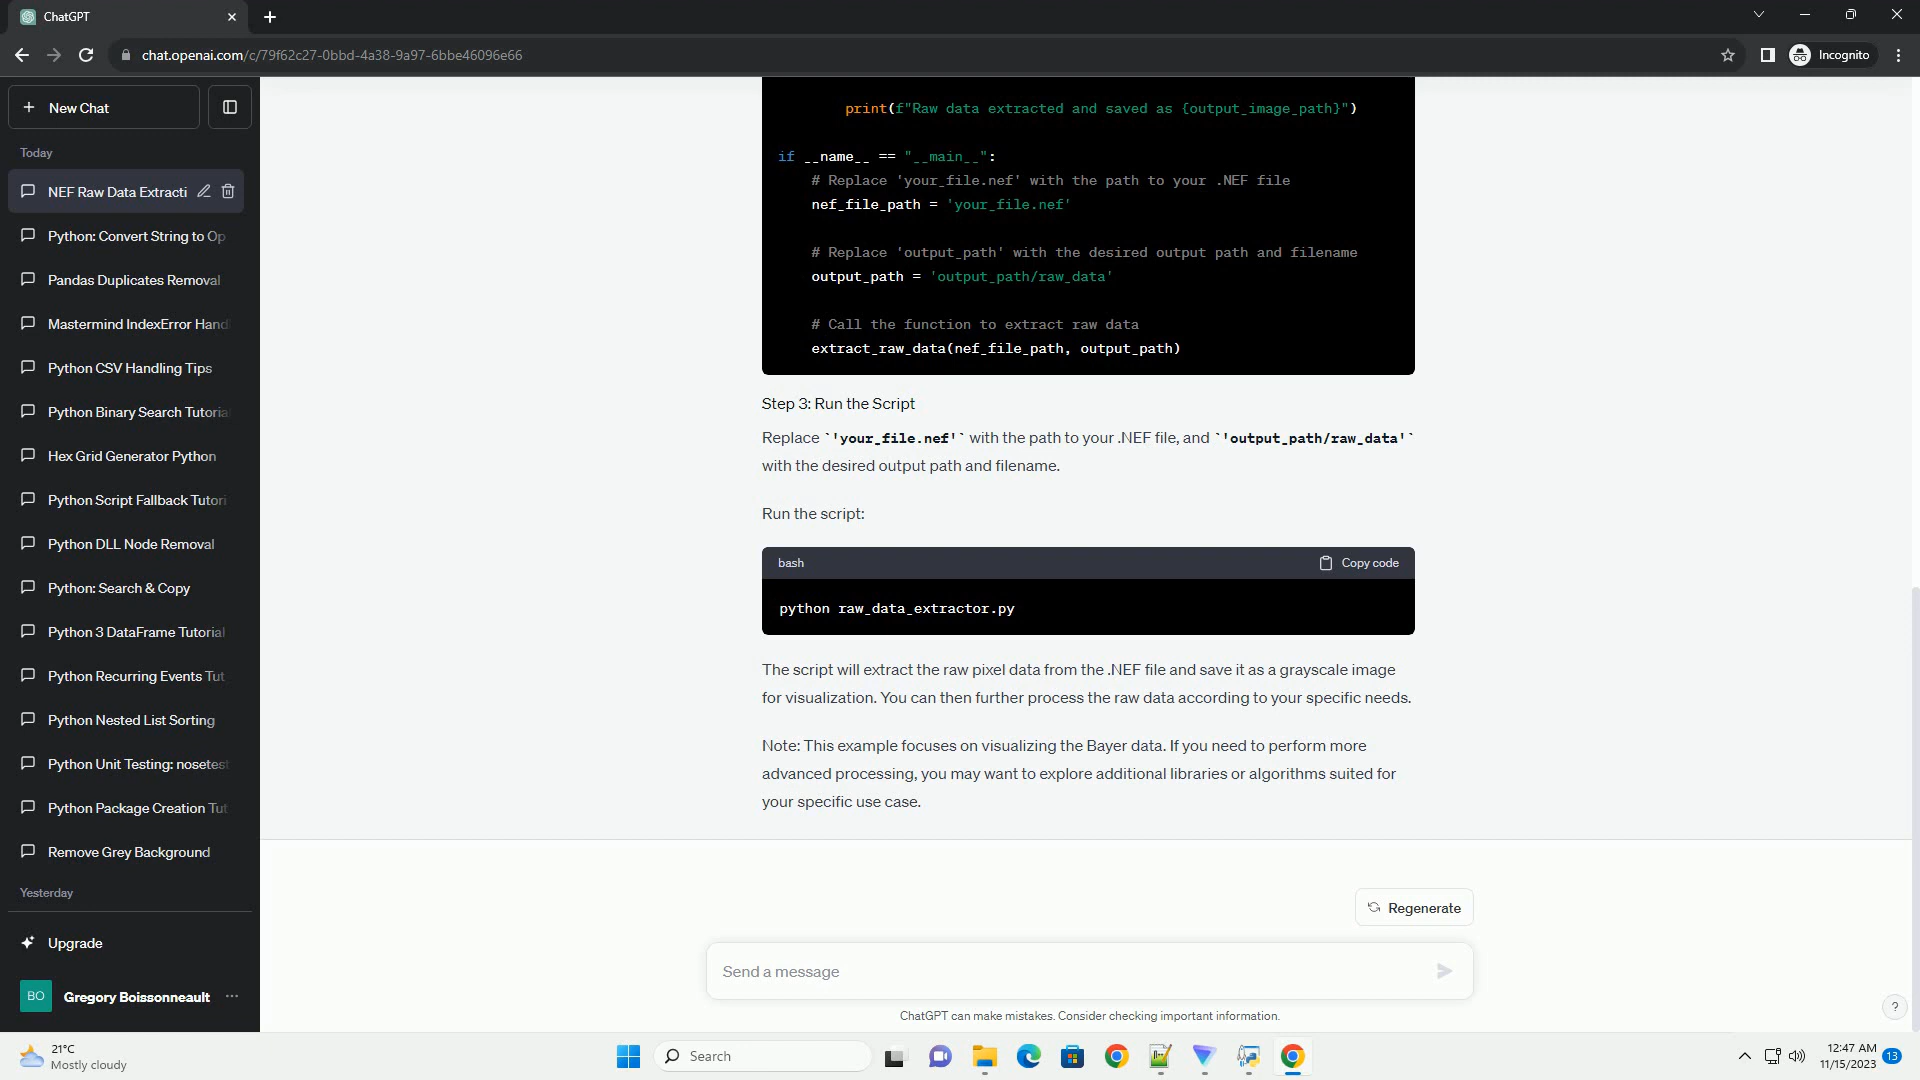 ChatGPT
chat.openai.com/c/79f62c27-0bbd-4a38-9a97-6bbe46096e66
Incognito
New Chat
Today
NEF Raw Data Extracti
Python: Convert String to Op
Pandas Duplicates Removal
Mastermind IndexError Hand
Python CSV Handling Tips
Python Binary Search Tutoria
Hex Grid Generator Python
Python Script Fallback Tutori
Python DLL Node Removal
Python: Search & Copy
Python 3 DataFrame Tutorial
Python Recurring Events Tut
Python Nested List Sorting
Python Unit Testing: nosetest
Python Package Creation Tut
Remove Grey Background
Yesterday
Upgrade
BO
Gregory Boissonneault
print(f"Raw data extracted and saved as {output_image_path}")
if __name__ == "__main__":
# Replace 'your_file.nef' with the path to your .NEF file
nef_file_path = 'your_file.nef'
# Replace 'output_path' with the desired output path and filename
output_path = 'output_path/raw_data'
# Call the function to extract raw data
extract_raw_data(nef_file_path, output_path)
Step 3: Run the Script
Replace `'your_file.nef'` with the path to your .NEF file, and `'output_path/raw_data'`
with the desired output path and filename.
Run the script:
bash
Copy code
python raw_data_extractor.py
The script will extract the raw pixel data from the .NEF file and save it as a grayscale image
for visualization. You can then further process the raw data according to your specific needs.
Note: This example focuses on visualizing the Bayer data. If you need to perform more
advanced processing, you may want to explore additional libraries or algorithms suited for
your specific use case.
Regenerate
Send a message
ChatGPT can make mistakes. Consider checking important information.
?
21°C
Mostly cloudy
Search
12:47 AM
11/15/2023
13